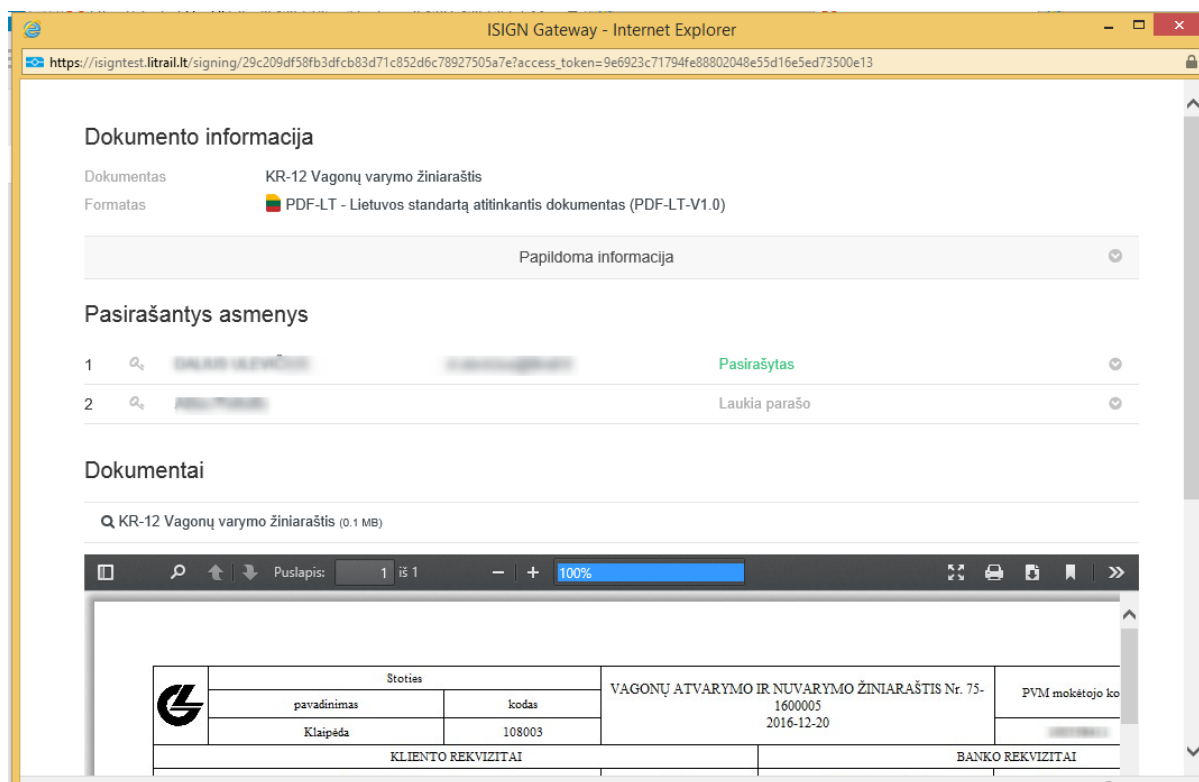 ISIGN Gateway - Internet Explorer
https://isigntest.litrail.lt/signing/29c209df58fb3dfcb83d71c852d6c78927505a7e?access_token=9e6923c71794fe88802048e55d16e5ed73500e13
Dokumento informacija
Dokumentas KR-12 Vagonų varymo žiniaraštis
Formatas PDF-LT - Lietuvos standartą atitinkantis dokumentas (PDF-LT-V1.0)
Papildoma informacija
Pasirašantys asmenys
1 Pasirašytas
2 Laukia parašo
Dokumentai
KR-12 Vagonų varymo žiniaraštis (0.1 MB)
Puslapis: 1 iš 1 100%
Stoties
VAGONŲ ATVARYMO IR NUVARYMO ŽINIARAŠTIS Nr. 75-
1600005
2016-12-20
PVM mokėtojo ko
pavadinimas kodas
Klaipėda 108003
KLIENTO REKVIZITAI BANKO REKVIZITAI